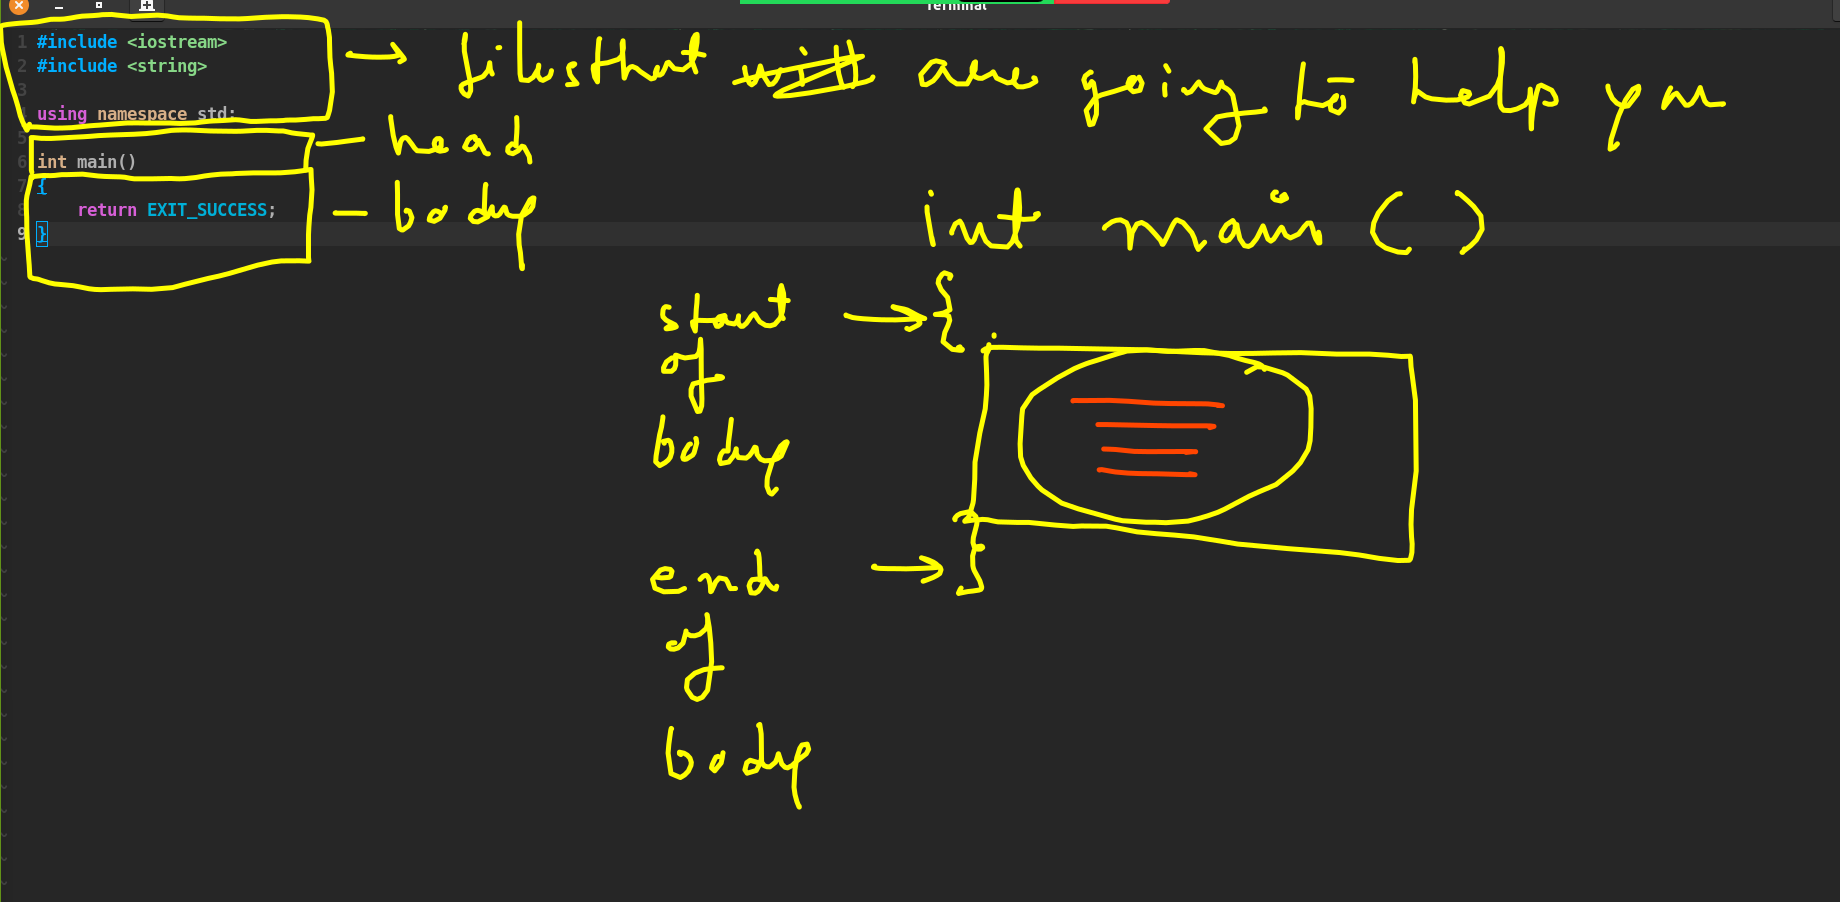 Terminal
1 #include <iostream>
2 #include <string>
3
using namespace std;
5
6 int main()
7 {
8 return EXIT_SUCCESS;
9 }
files that will are going to help you
head
body
int main ()
start {
of
body
end }
of
body